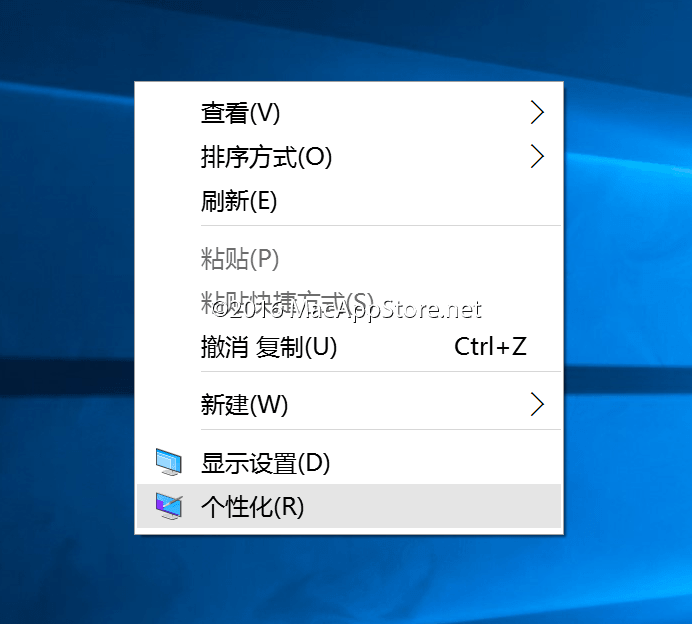 查看(V)
排序方式(O)
刷新(E)
粘贴(P)
粘贴快捷方式(S)
©2016 MacAppStore.net
撤消 复制(U) Ctrl+Z
新建(W)
显示设置(D)
个性化(R)